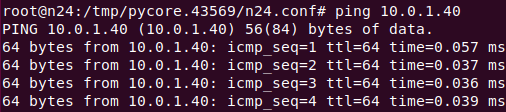 root@n24:/tmp/pycore.43569/n24.conf# ping 10.0.1.40
PING 10.0.1.40 (10.0.1.40) 56(84) bytes of data.
64 bytes from 10.0.1.40: icmp_seq=1 ttl=64 time=0.057 ms
64 bytes from 10.0.1.40: icmp_seq=2 ttl=64 time=0.037 ms
64 bytes from 10.0.1.40: icmp_seq=3 ttl=64 time=0.036 ms
64 bytes from 10.0.1.40: icmp_seq=4 ttl=64 time=0.039 ms